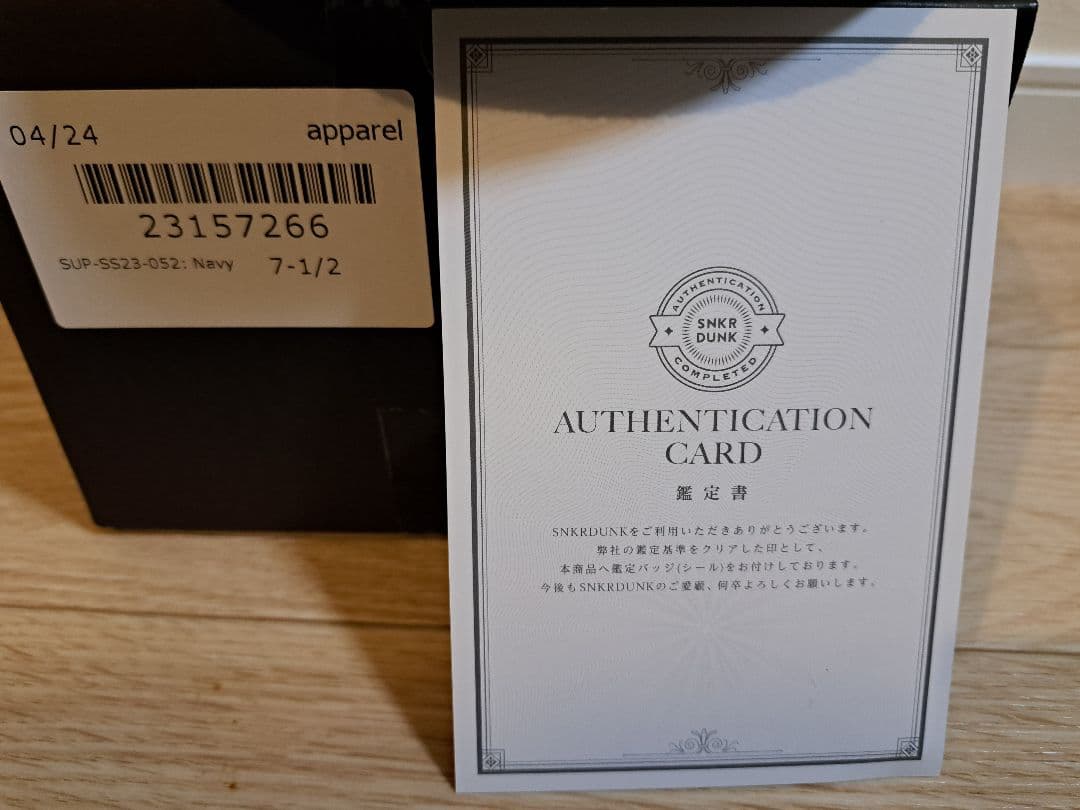 04/24
apparel
23157266
SUP-SS23-052: Navy 7-1/2
AUTHENTICATION
SNKR
DUNK
COMPLETED
AUTHENTICATION
CARD
鑑定書
SNKRDUNKをご利用いただきありがとうございます。
弊社の鑑定基準をクリアした印として、
本商品へ鑑定バッジ(シール)をお付けしております。
今後もSNKRDUNKのご愛顧、何卒よろしくお願いします。